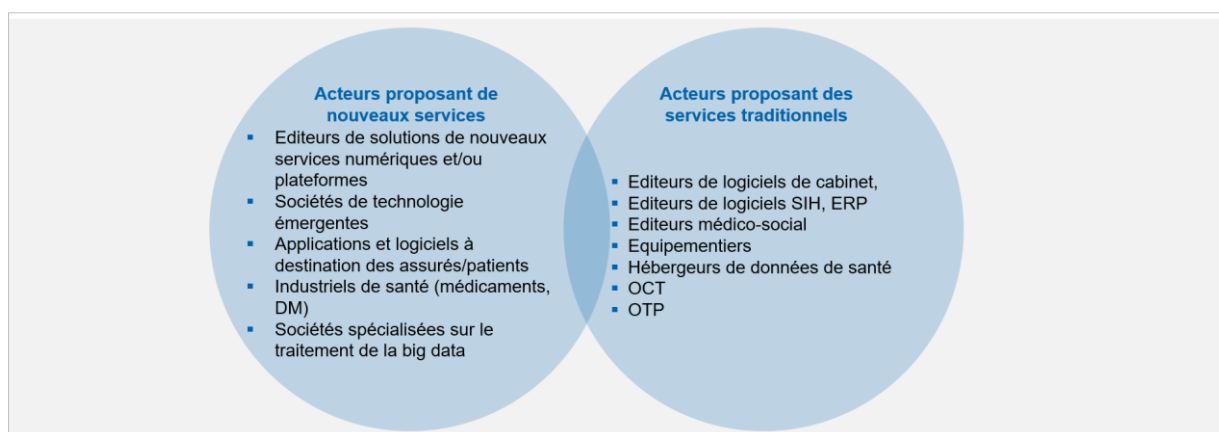 Acteurs proposant de
nouveaux services
▪ Editeurs de solutions de nouveaux
services numériques et/ou
plateformes
▪ Sociétés de technologie
émergentes
▪ Applications et logiciels à
destination des assurés/patients
▪ Industriels de santé (médicaments,
DM)
▪ Sociétés spécialisées sur le
traitement de la big data
Acteurs proposant des
services traditionnels
▪ Editeurs de logiciels de cabinet,
▪ Editeurs de logiciels SIH, ERP
▪ Editeurs médico-social
▪ Equipementiers
▪ Hébergeurs de données de santé
▪ OCT
▪ OTP